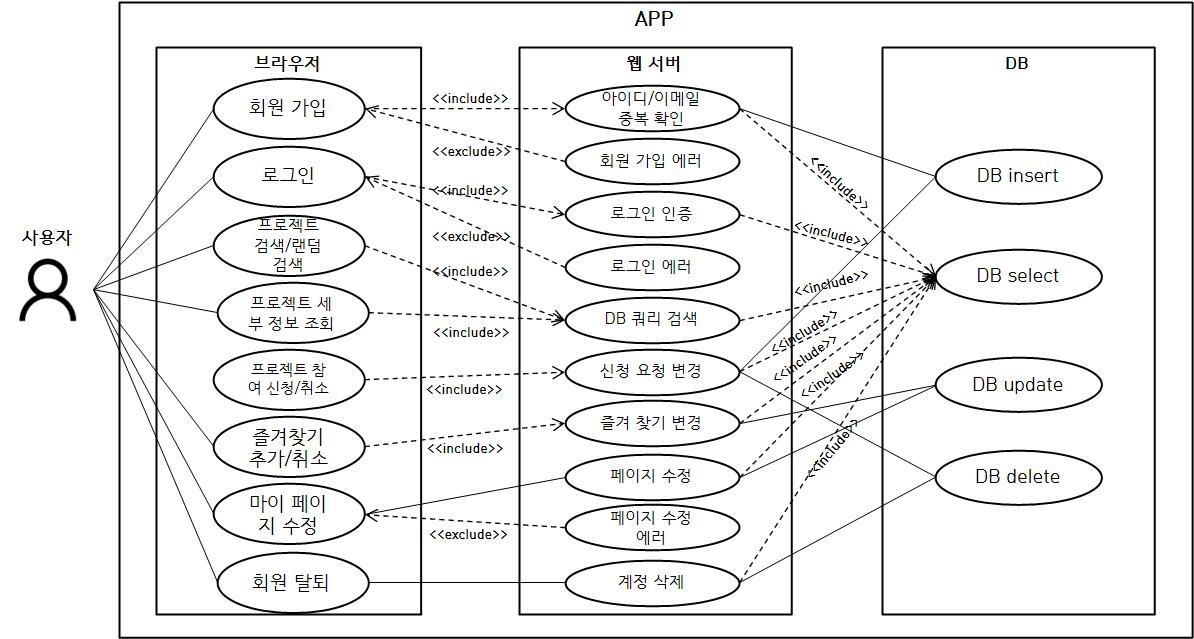 APP
브라우저
웹 서버
DB
사용자
회원 가입
로그인
프로젝트
검색/랜덤
검색
프로젝트 세
부 정보 조회
프로젝트 참
여 신청/취소
즐겨찾기
추가/취소
마이 페이
지 수정
회원 탈퇴
<<include>>
<<exclude>>
<<include>>
<<exclude>>
<<include>>
<<include>>
<<include>>
<<include>>
<<exclude>>
아이디/이메일
중복 확인
회원 가입 에러
로그인 인증
로그인 에러
DB 쿼리 검색
신청 요청 변경
즐겨 찾기 변경
페이지 수정
페이지 수정
에러
계정 삭제
<<include>>
<<include>>
<<include>>
<<include>>
<<include>>
<<include>>
<<include>>
DB insert
DB select
DB update
DB delete